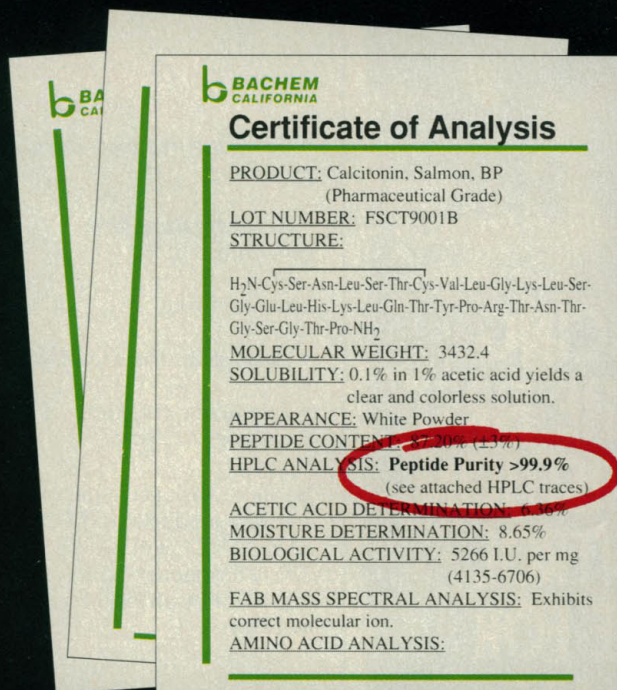 BA
CAI
BACHEM
CALIFORNIA
Certificate of Analysis
PRODUCT: Calcitonin, Salmon, BP
(Pharmaceutical Grade)
LOT NUMBER: FSCT9001B
STRUCTURE:
H2N-Cys-Ser-Asn-Leu-Ser-Thr-Cys-Val-Leu-Gly-Lys-Leu-Ser-
Gly-Glu-Leu-His-Lys-Leu-Gln-Thr-Tyr-Pro-Arg-Thr-Asn-Thr-
Gly-Ser-Gly-Thr-Pro-NH2
MOLECULAR WEIGHT: 3432.4
SOLUBILITY: 0.1% in 1% acetic acid yields a
clear and colorless solution.
APPEARANCE: White Powder
PEPTIDE CONTENT: 87.20% (±3%)
HPLC ANALYSIS: Peptide Purity >99.9%
(see attached HPLC traces)
ACETIC ACID DETERMINATION: 6.36%
MOISTURE DETERMINATION: 8.65%
BIOLOGICAL ACTIVITY: 5266 I.U. per mg
(4135-6706)
FAB MASS SPECTRAL ANALYSIS: Exhibits
correct molecular ion.
AMINO ACID ANALYSIS: